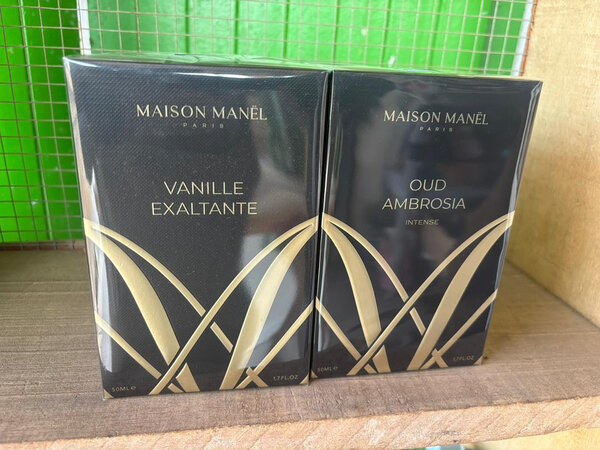 MAISON MANËL
PARIS
VANILLE
EXALTANTE
50ML e
1.7FL.OZ
MAISON MANËL
PARIS
OUD
AMBROSIA
INTENSE
50ML e
1.7FL.OZ